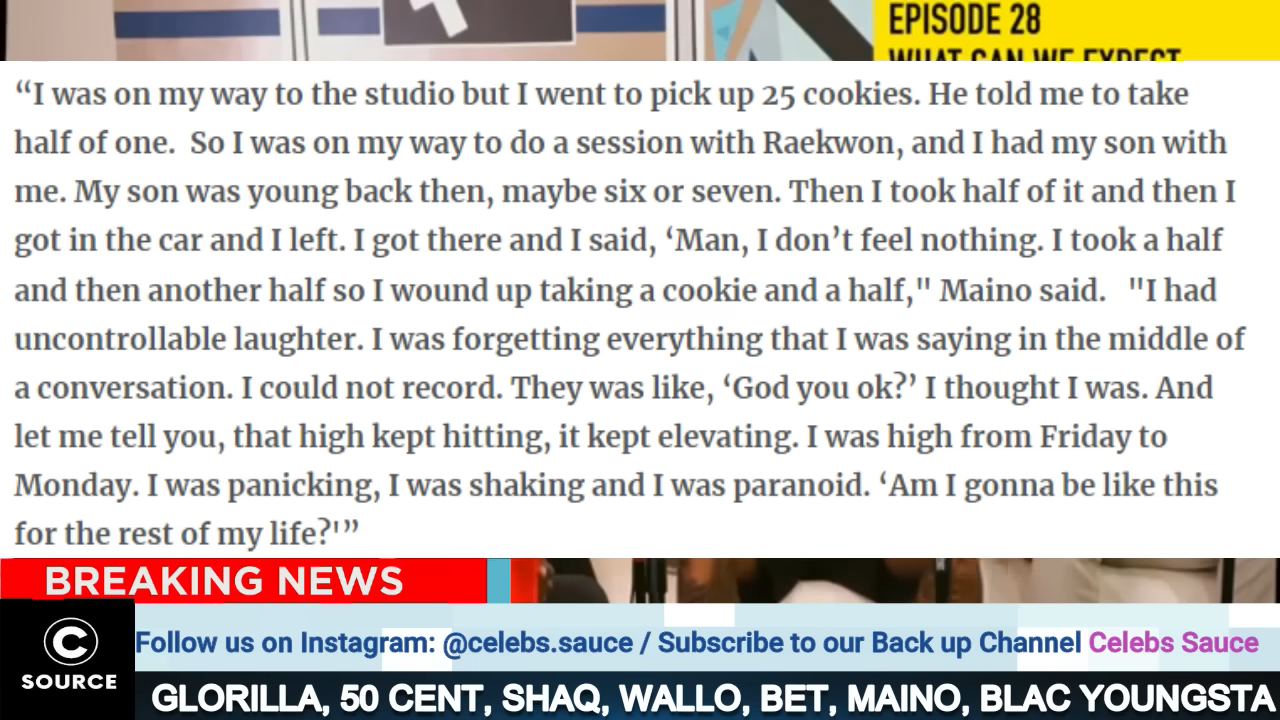 EPISODE 28
WHAT CAN WE EXPECT
“I was on my way to the studio but I went to pick up 25 cookies. He told me to take
half of one.  So I was on my way to do a session with Raekwon, and I had my son with
me. My son was young back then, maybe six or seven. Then I took half of it and then I
got in the car and I left. I got there and I said, ‘Man, I don’t feel nothing. I took a half
and then another half so I wound up taking a cookie and a half," Maino said.   "I had
uncontrollable laughter. I was forgetting everything that I was saying in the middle of
a conversation. I could not record. They was like, ‘God you ok?’ I thought I was. And
let me tell you, that high kept hitting, it kept elevating. I was high from Friday to
Monday. I was panicking, I was shaking and I was paranoid. ‘Am I gonna be like this
for the rest of my life?'”
BREAKING NEWS
C
SOURCE
Follow us on Instagram: @celebs.sauce / Subscribe to our Back up Channel Celebs Sauce
GLORILLA, 50 CENT, SHAQ, WALLO, BET, MAINO, BLAC YOUNGSTA